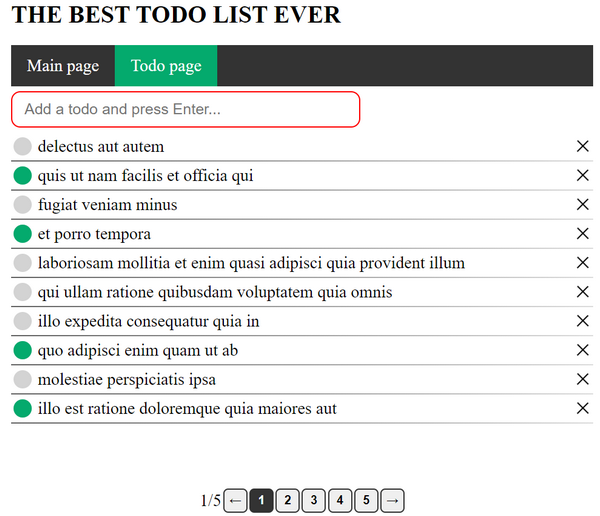 THE BEST TODO LIST EVER
Main page Todo page
Add a todo and press Enter...
delectus aut autem
quis ut nam facilis et officia qui
fugiat veniam minus
et porro tempora
laboriosam mollitia et enim quasi adipisci quia provident illum
qui ullam ratione quibusdam voluptatem quia omnis
illo expedita consequatur quia in
quo adipisci enim quam ut ab
molestiae perspiciatis ipsa
illo est ratione doloremque quia maiores aut
1/5 ← 1 2 3 4 5 →